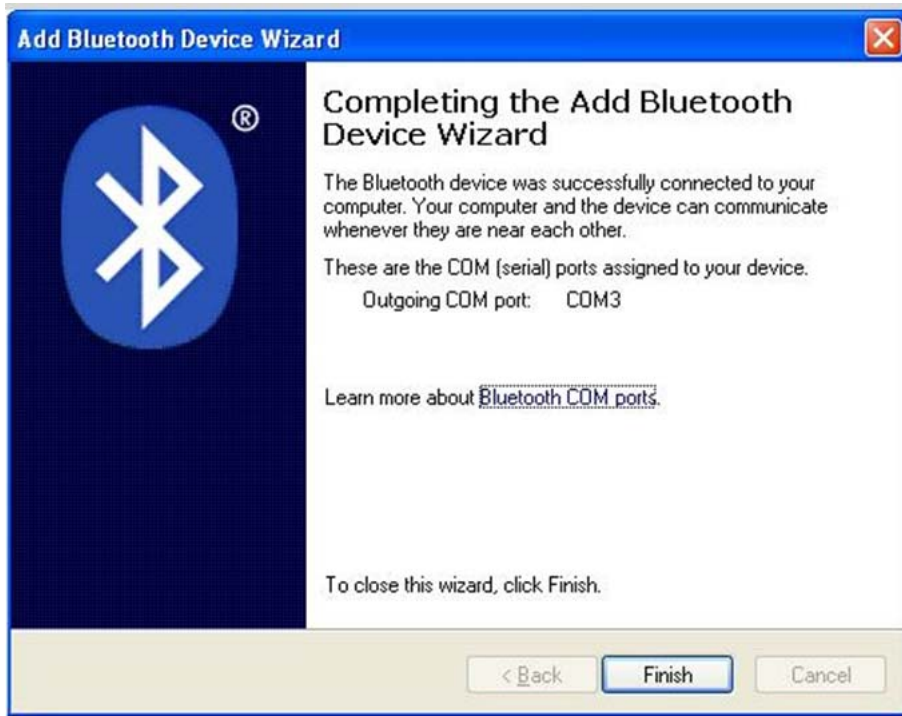 Add Bluetooth Device Wizard
®
Completing the Add Bluetooth
Device Wizard
The Bluetooth device was successfully connected to your
computer. Your computer and the device can communicate
whenever they are near each other.
These are the COM (serial) ports assigned to your device.
Outgoing COM port: COM3
Learn more about Bluetooth COM ports.
To close this wizard, click Finish.
< Back Finish Cancel